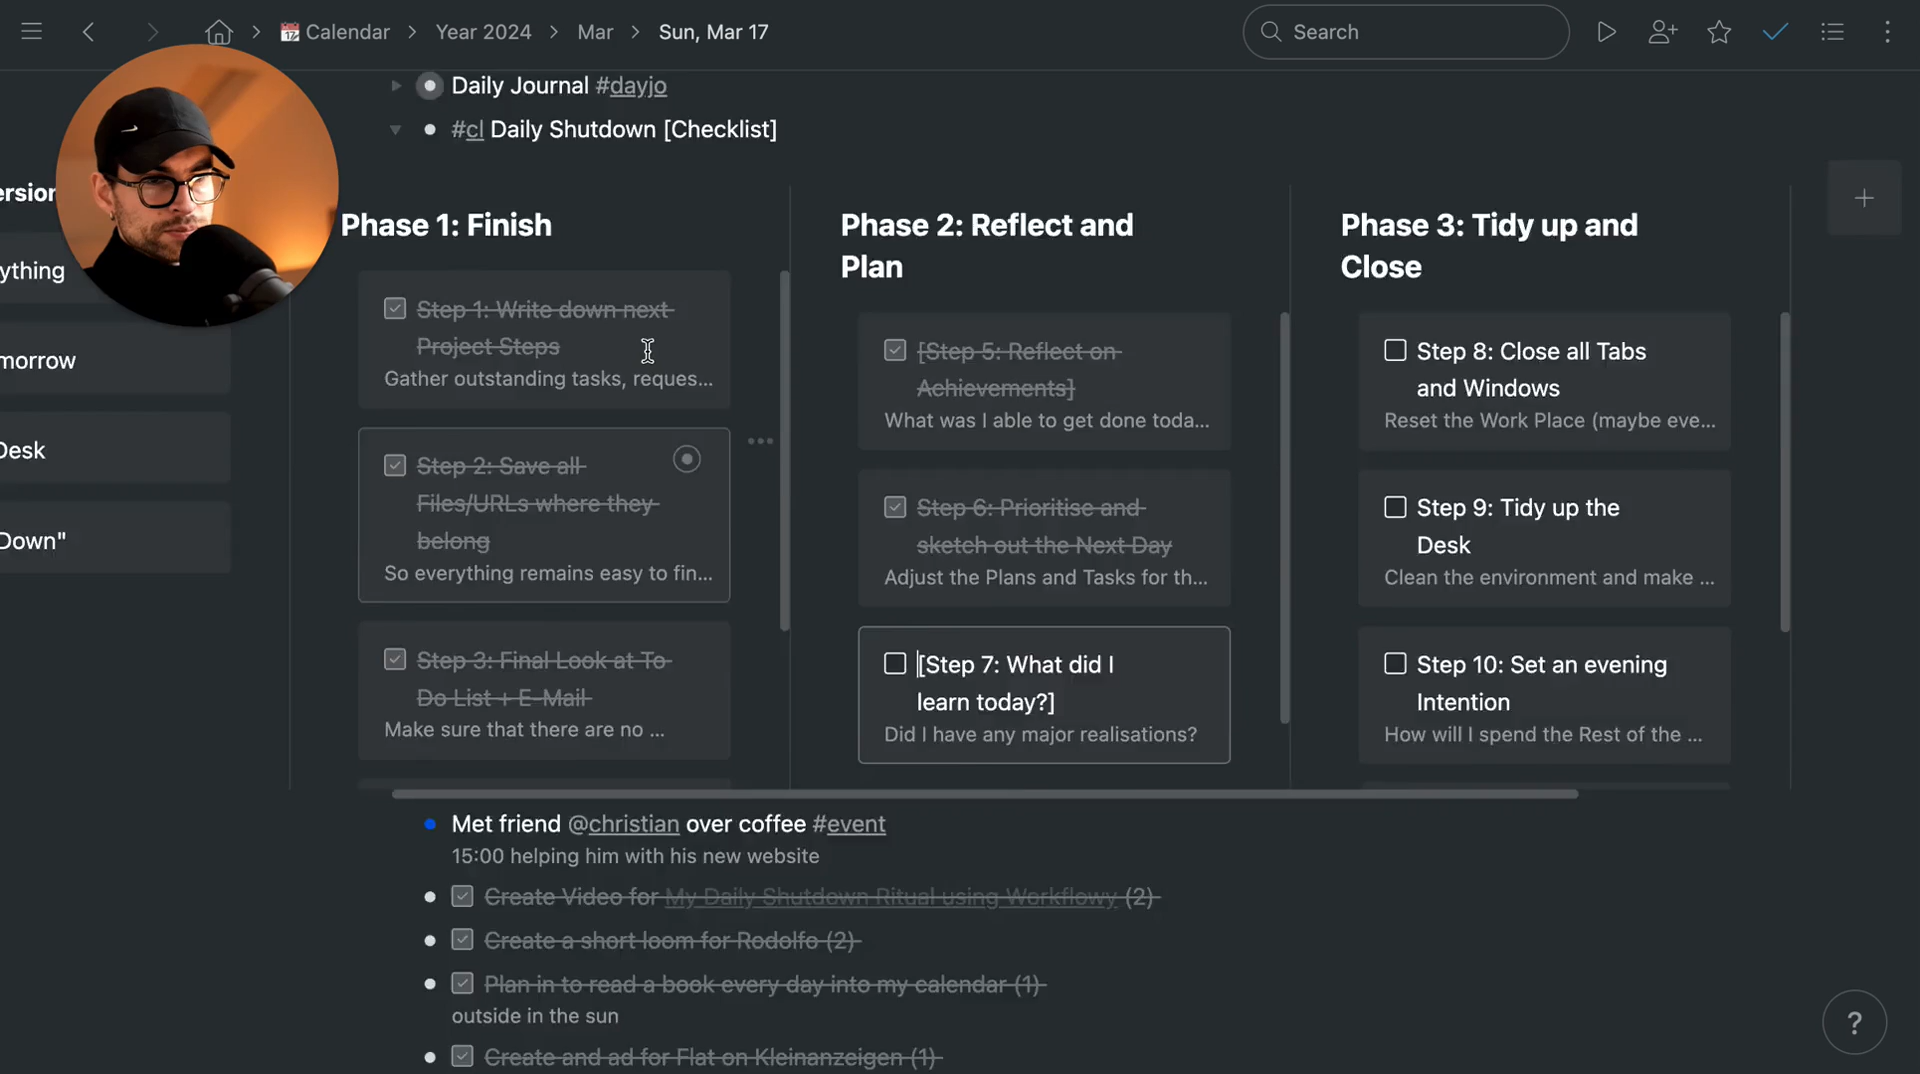 Calendar > Year 2024 > Mar > Sun, Mar 17
Search
Daily Journal #dayjo
#cl Daily Shutdown [Checklist]
ersion
ything
morrow
Desk
Down"
Phase 1: Finish
Step 1: Write down next
Project Steps
Gather outstanding tasks, reques...
Step 2: Save all
Files/URLs where they
belong
So everything remains easy to fin...
Step 3: Final Look at To
Do List + E-Mail
Make sure that there are no ...
Phase 2: Reflect and
Plan
[Step 5: Reflect on
Achievements]
What was I able to get done toda...
Step 6: Prioritise and
sketch out the Next Day
Adjust the Plans and Tasks for th...
[Step 7: What did I
learn today?]
Did I have any major realisations?
Phase 3: Tidy up and
Close
Step 8: Close all Tabs
and Windows
Reset the Work Place (maybe eve...
Step 9: Tidy up the
Desk
Clean the environment and make ...
Step 10: Set an evening
Intention
How will I spend the Rest of the ...
Met friend @christian over coffee #event
15:00 helping him with his new website
Create Video for My Daily Shutdown Ritual using Workflowy (2)
Create a short loom for Rodolfo (2)
Plan in to read a book every day into my calendar (1)
outside in the sun
Create and ad for Flat on Kleinanzeigen (1)
?